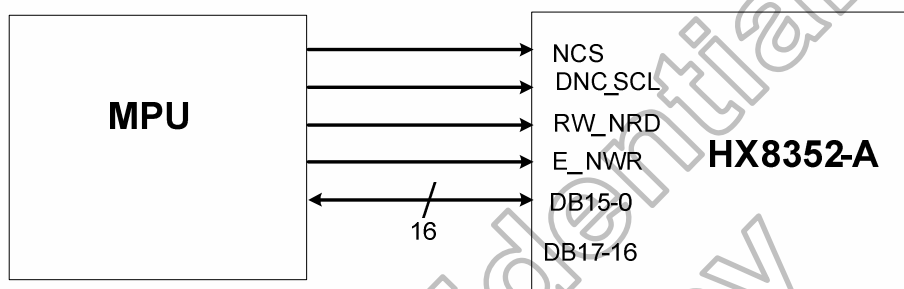 MPU
NCS
DNC_SCL
RW_NRD
E_NWR
HX8352-A
DB15-0
16
DB17-16